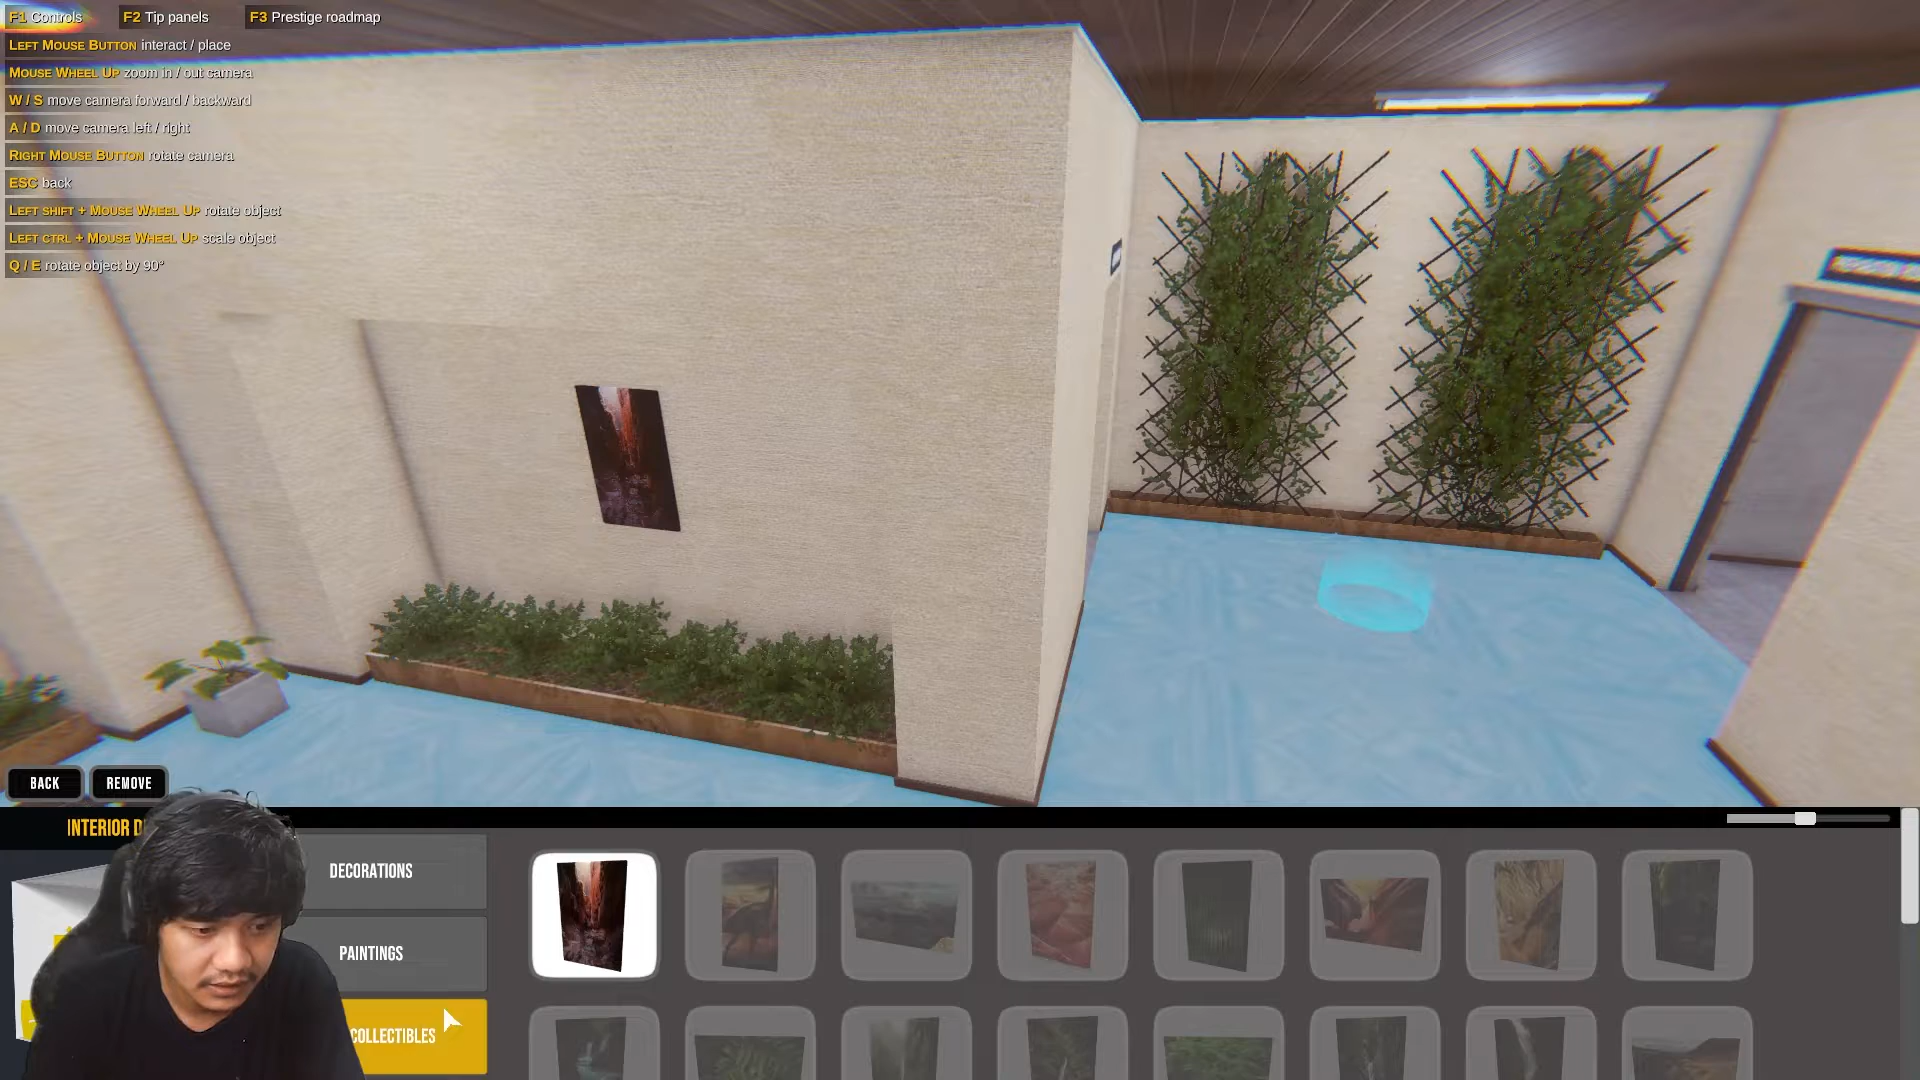 F1 Controls F2 Tip panels F3 Prestige roadmap
LEFT MOUSE BUTTON interact / place
MOUSE WHEEL UP zoom in / out camera
W / S move camera forward / backward
A / D move camera left / right
RIGHT MOUSE BUTTON rotate camera
ESC back
LEFT SHIFT + MOUSE WHEEL UP rotate object
LEFT CTRL + MOUSE WHEEL UP scale object
Q / E rotate object by 90°
BACK REMOVE
INTERIOR D
DECORATIONS
PAINTINGS
COLLECTIBLES